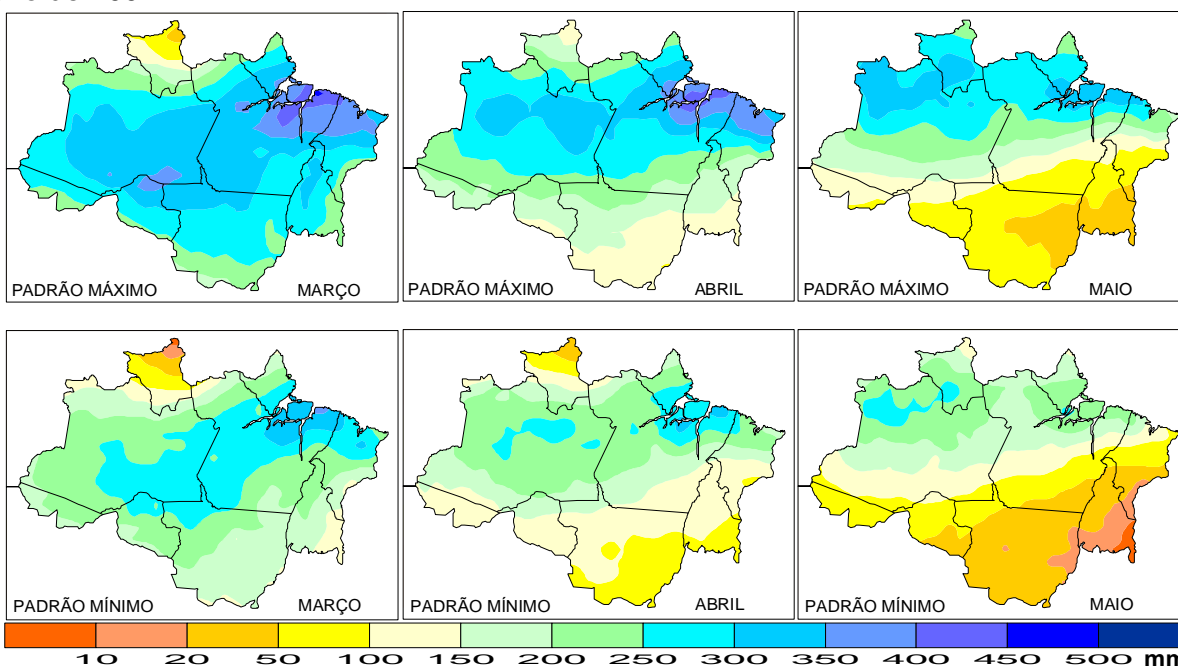 PADRÃO MÁXIMO MARÇO
PADRÃO MÁXIMO ABRIL
PADRÃO MÁXIMO MAIO
PADRÃO MÍNIMO MARÇO
PADRÃO MÍNIMO ABRIL
PADRÃO MÍNIMO MAIO
10 20 50 100 150 200 250 300 350 400 450 500 mm